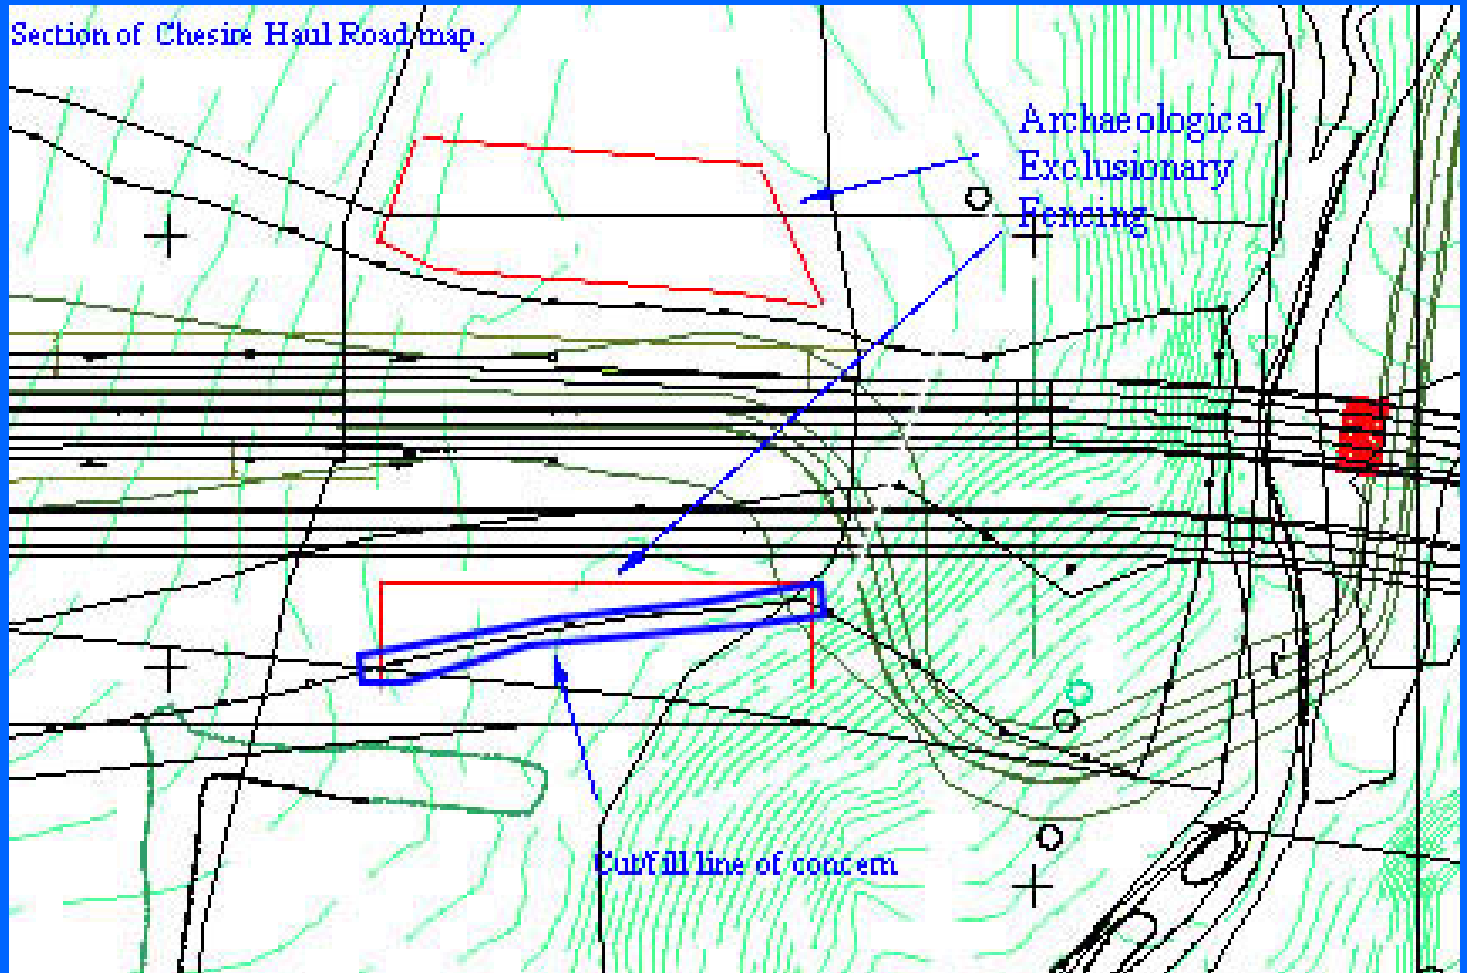 Section of Chesire Haul Road map.
Archaeological
Exclusionary
Fencing
Cut/fill line of concern